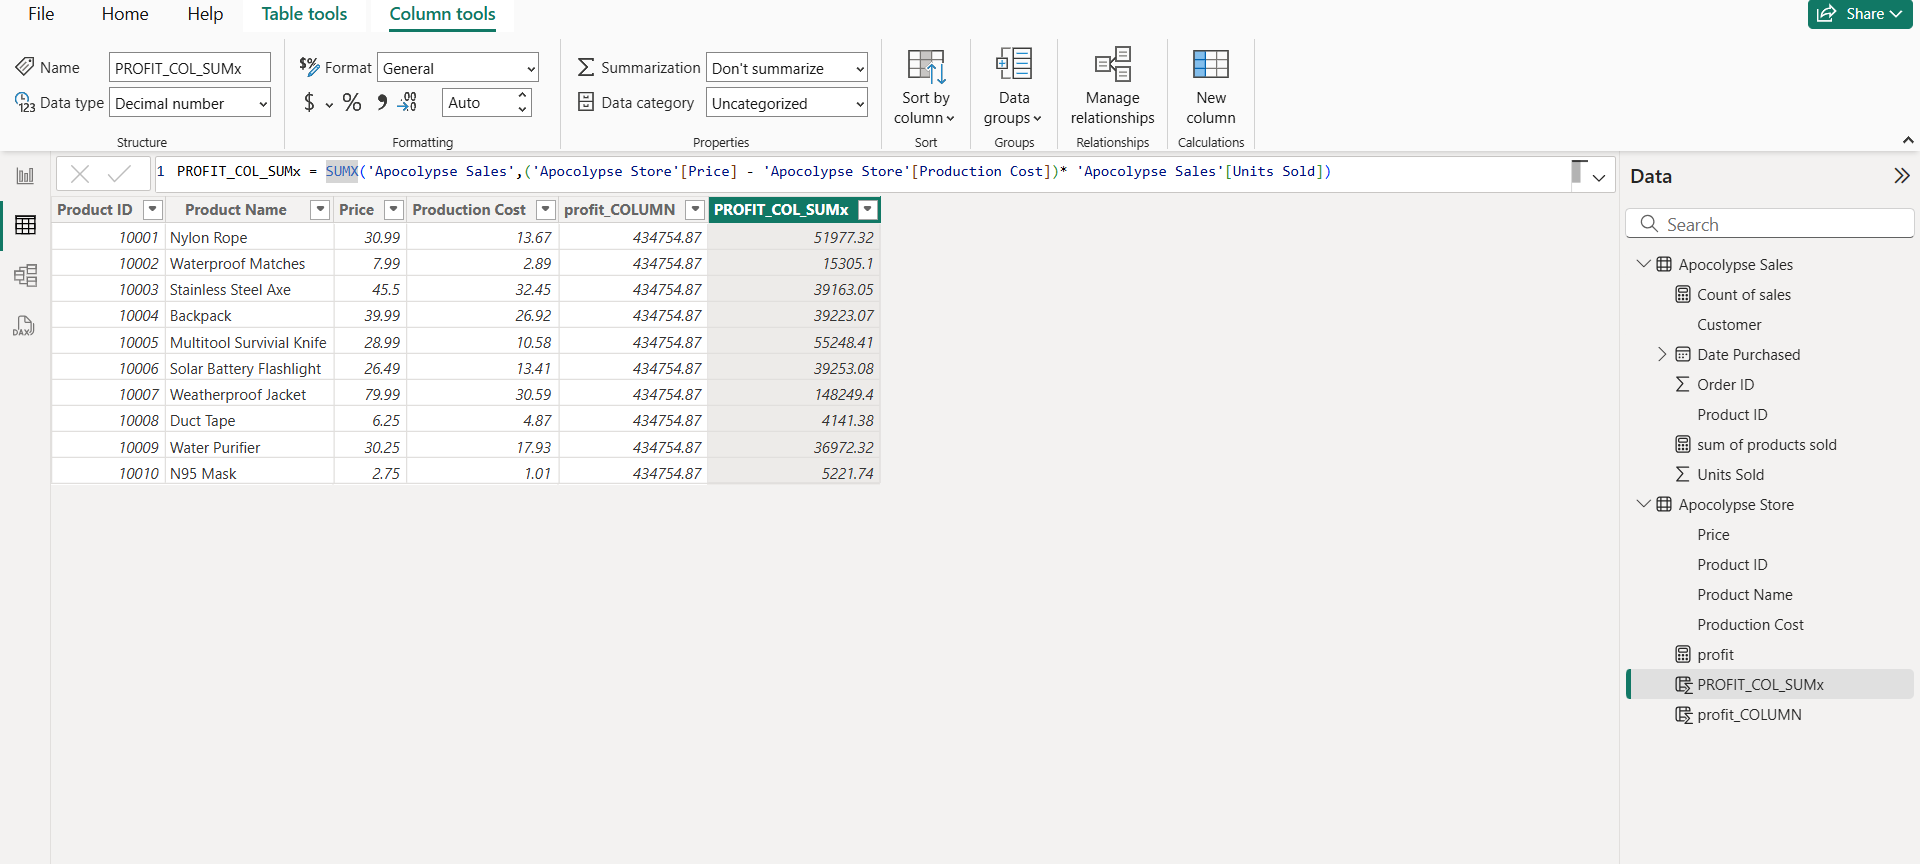 File Home Help Table tools Column tools Share
Name PROFIT_COL_SUMx $% Format General Summarization Don't summarize
Data type Decimal number $ % Auto Data category Uncategorized
Sort by column
Data groups
Manage relationships
New column
Structure Formatting Properties Sort Groups Relationships Calculations
1 PROFIT_COL_SUMx = SUMX('Apocolypse Sales',('Apocolypse Store'[Price] - 'Apocolypse Store'[Production Cost])* 'Apocolypse Sales'[Units Sold])
Product ID Product Name Price Production Cost profit_COLUMN PROFIT_COL_SUMx
10001 Nylon Rope 30.99 13.67 434754.87 51977.32
10002 Waterproof Matches 7.99 2.89 434754.87 15305.1
10003 Stainless Steel Axe 45.5 32.45 434754.87 39163.05
10004 Backpack 39.99 26.92 434754.87 39223.07
10005 Multitool Survivial Knife 28.99 10.58 434754.87 55248.41
10006 Solar Battery Flashlight 26.49 13.41 434754.87 39253.08
10007 Weatherproof Jacket 79.99 30.59 434754.87 148249.4
10008 Duct Tape 6.25 4.87 434754.87 4141.38
10009 Water Purifier 30.25 17.93 434754.87 36972.32
10010 N95 Mask 2.75 1.01 434754.87 5221.74
DAX
Data
Search
Apocolypse Sales
Count of sales
Customer
Date Purchased
Order ID
Product ID
sum of products sold
Units Sold
Apocolypse Store
Price
Product ID
Product Name
Production Cost
profit
PROFIT_COL_SUMx
profit_COLUMN